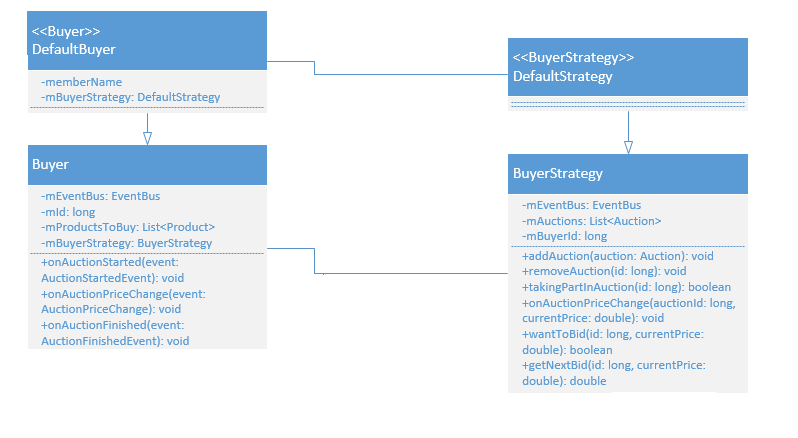 <<Buyer>>
DefaultBuyer
-memberName
-mBuyerStrategy: DefaultStrategy
<<BuyerStrategy>>
DefaultStrategy
Buyer
-mEventBus: EventBus
-mId: long
-mProductsToBuy: List<Product>
-mBuyerStrategy: BuyerStrategy
+onAuctionStarted(event:
AuctionStartedEvent): void
+onAuctionPriceChange(event:
AuctionPriceChange): void
+onAuctionFinished(event:
AuctionFinishedEvent): void
BuyerStrategy
-mEventBus: EventBus
-mAuctions: List<Auction>
-mBuyerId: long
+addAuction(auction: Auction): void
+removeAuction(id: long): void
+takingPartInAuction(id: long): boolean
+onAuctionPriceChange(auctionId: long,
currentPrice: double): void
+wantToBid(id: long, currentPrice:
double): boolean
+getNextBid(id: long, currentPrice:
double): double